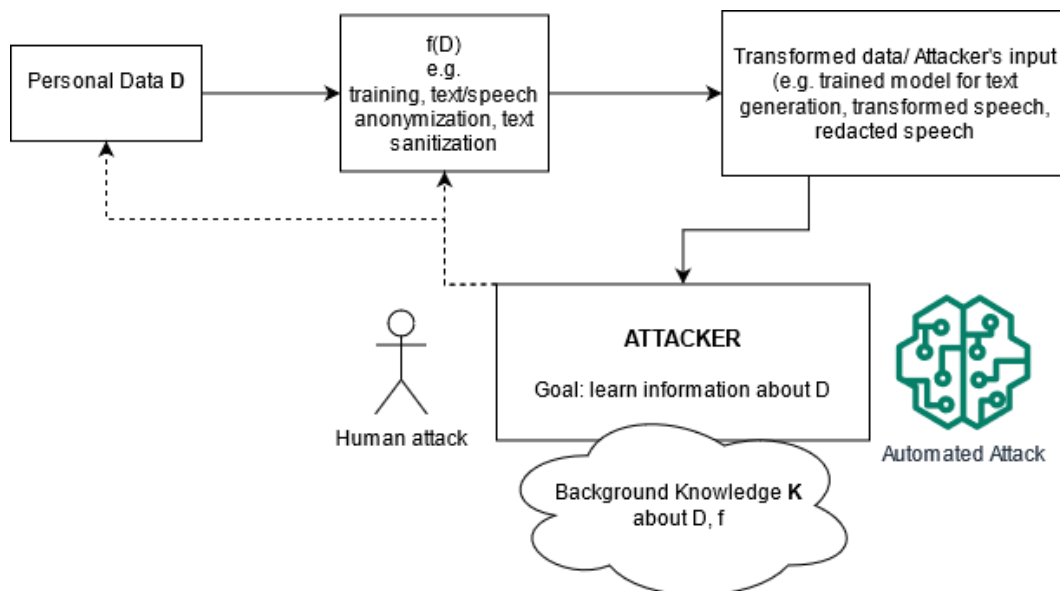 Personal Data D
f(D)
e.g.
training, text/speech
anonymization, text
sanitization
Transformed data/ Attacker's input
(e.g. trained model for text
generation, transformed speech,
redacted speech
ATTACKER
Goal: learn information about D
Human attack
Automated Attack
Background Knowledge K
about D, f